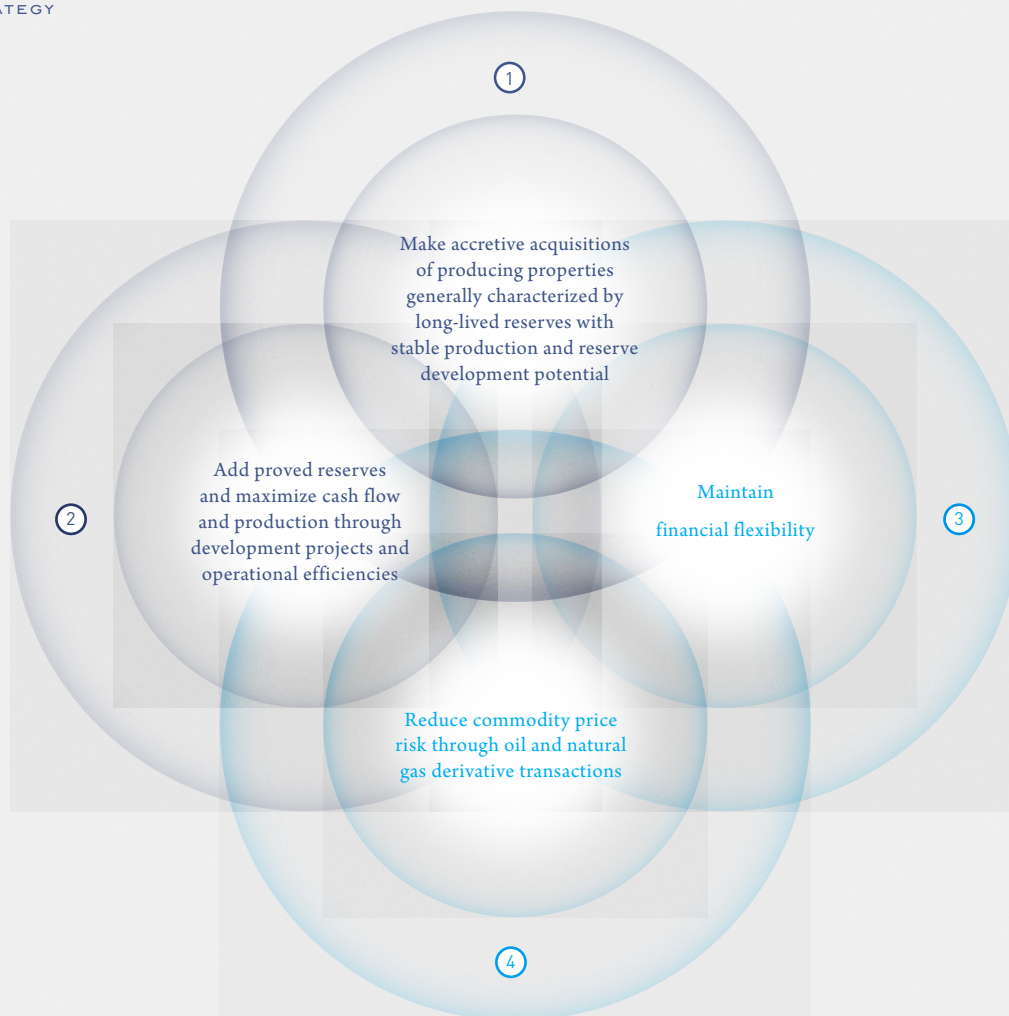 ATEGY
1
Make accretive acquisitions
of producing properties
generally characterized by
long-lived reserves with
stable production and reserve
development potential
2
Add proved reserves
and maximize cash flow
and production through
development projects and
operational efficiencies
Maintain
financial flexibility
3
Reduce commodity price
risk through oil and natural
gas derivative transactions
4